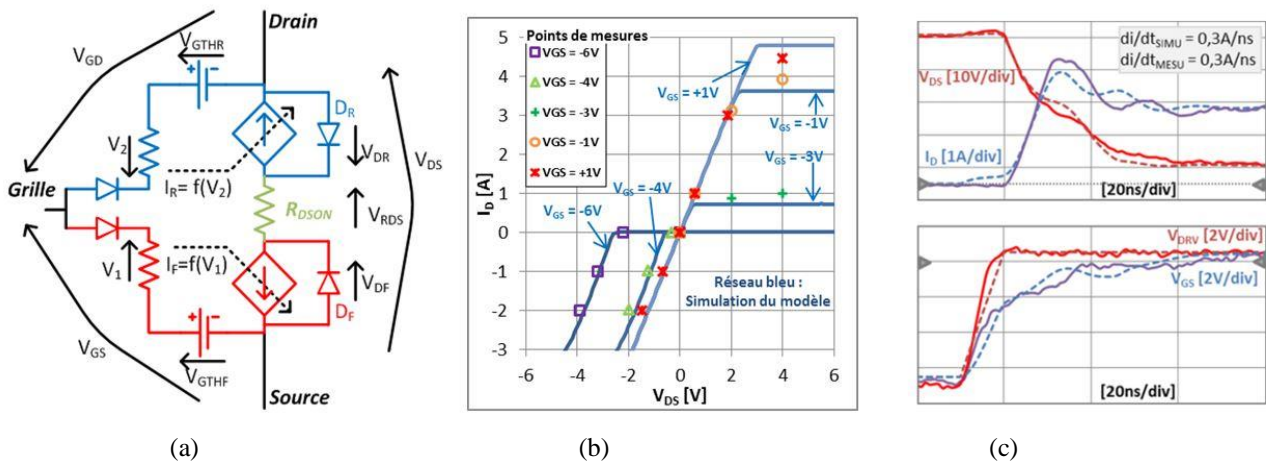 Drain
V_GTHR
V_GD
D_R
V_2
V_DR
I_R= f(V_2)
V_DS
Grille
R_DSON
V_RDS
V_1
I_F=f(V_1)
V_DF
D_F
V_GS
V_GTHF
Source
(a)
Points de mesures
VGS = -6V
VGS = -4V
VGS = -3V
VGS = -1V
VGS = +1V
V_GS = +1V
V_GS = -1V
V_GS = -3V
V_GS = -4V
V_GS = -6V
Réseau bleu :
Simulation du modèle
I_D [A]
5
4
3
2
1
0
-1
-2
-3
-6 -4 -2 0 2 4 6
V_DS [V]
(b)
di/dt_SIMU = 0,3A/ns
di/dt_MESU = 0,3A/ns
V_DS [10V/div]
I_D [1A/div]
[20ns/div]
V_DRV [2V/div]
V_GS [2V/div]
[20ns/div]
(c)